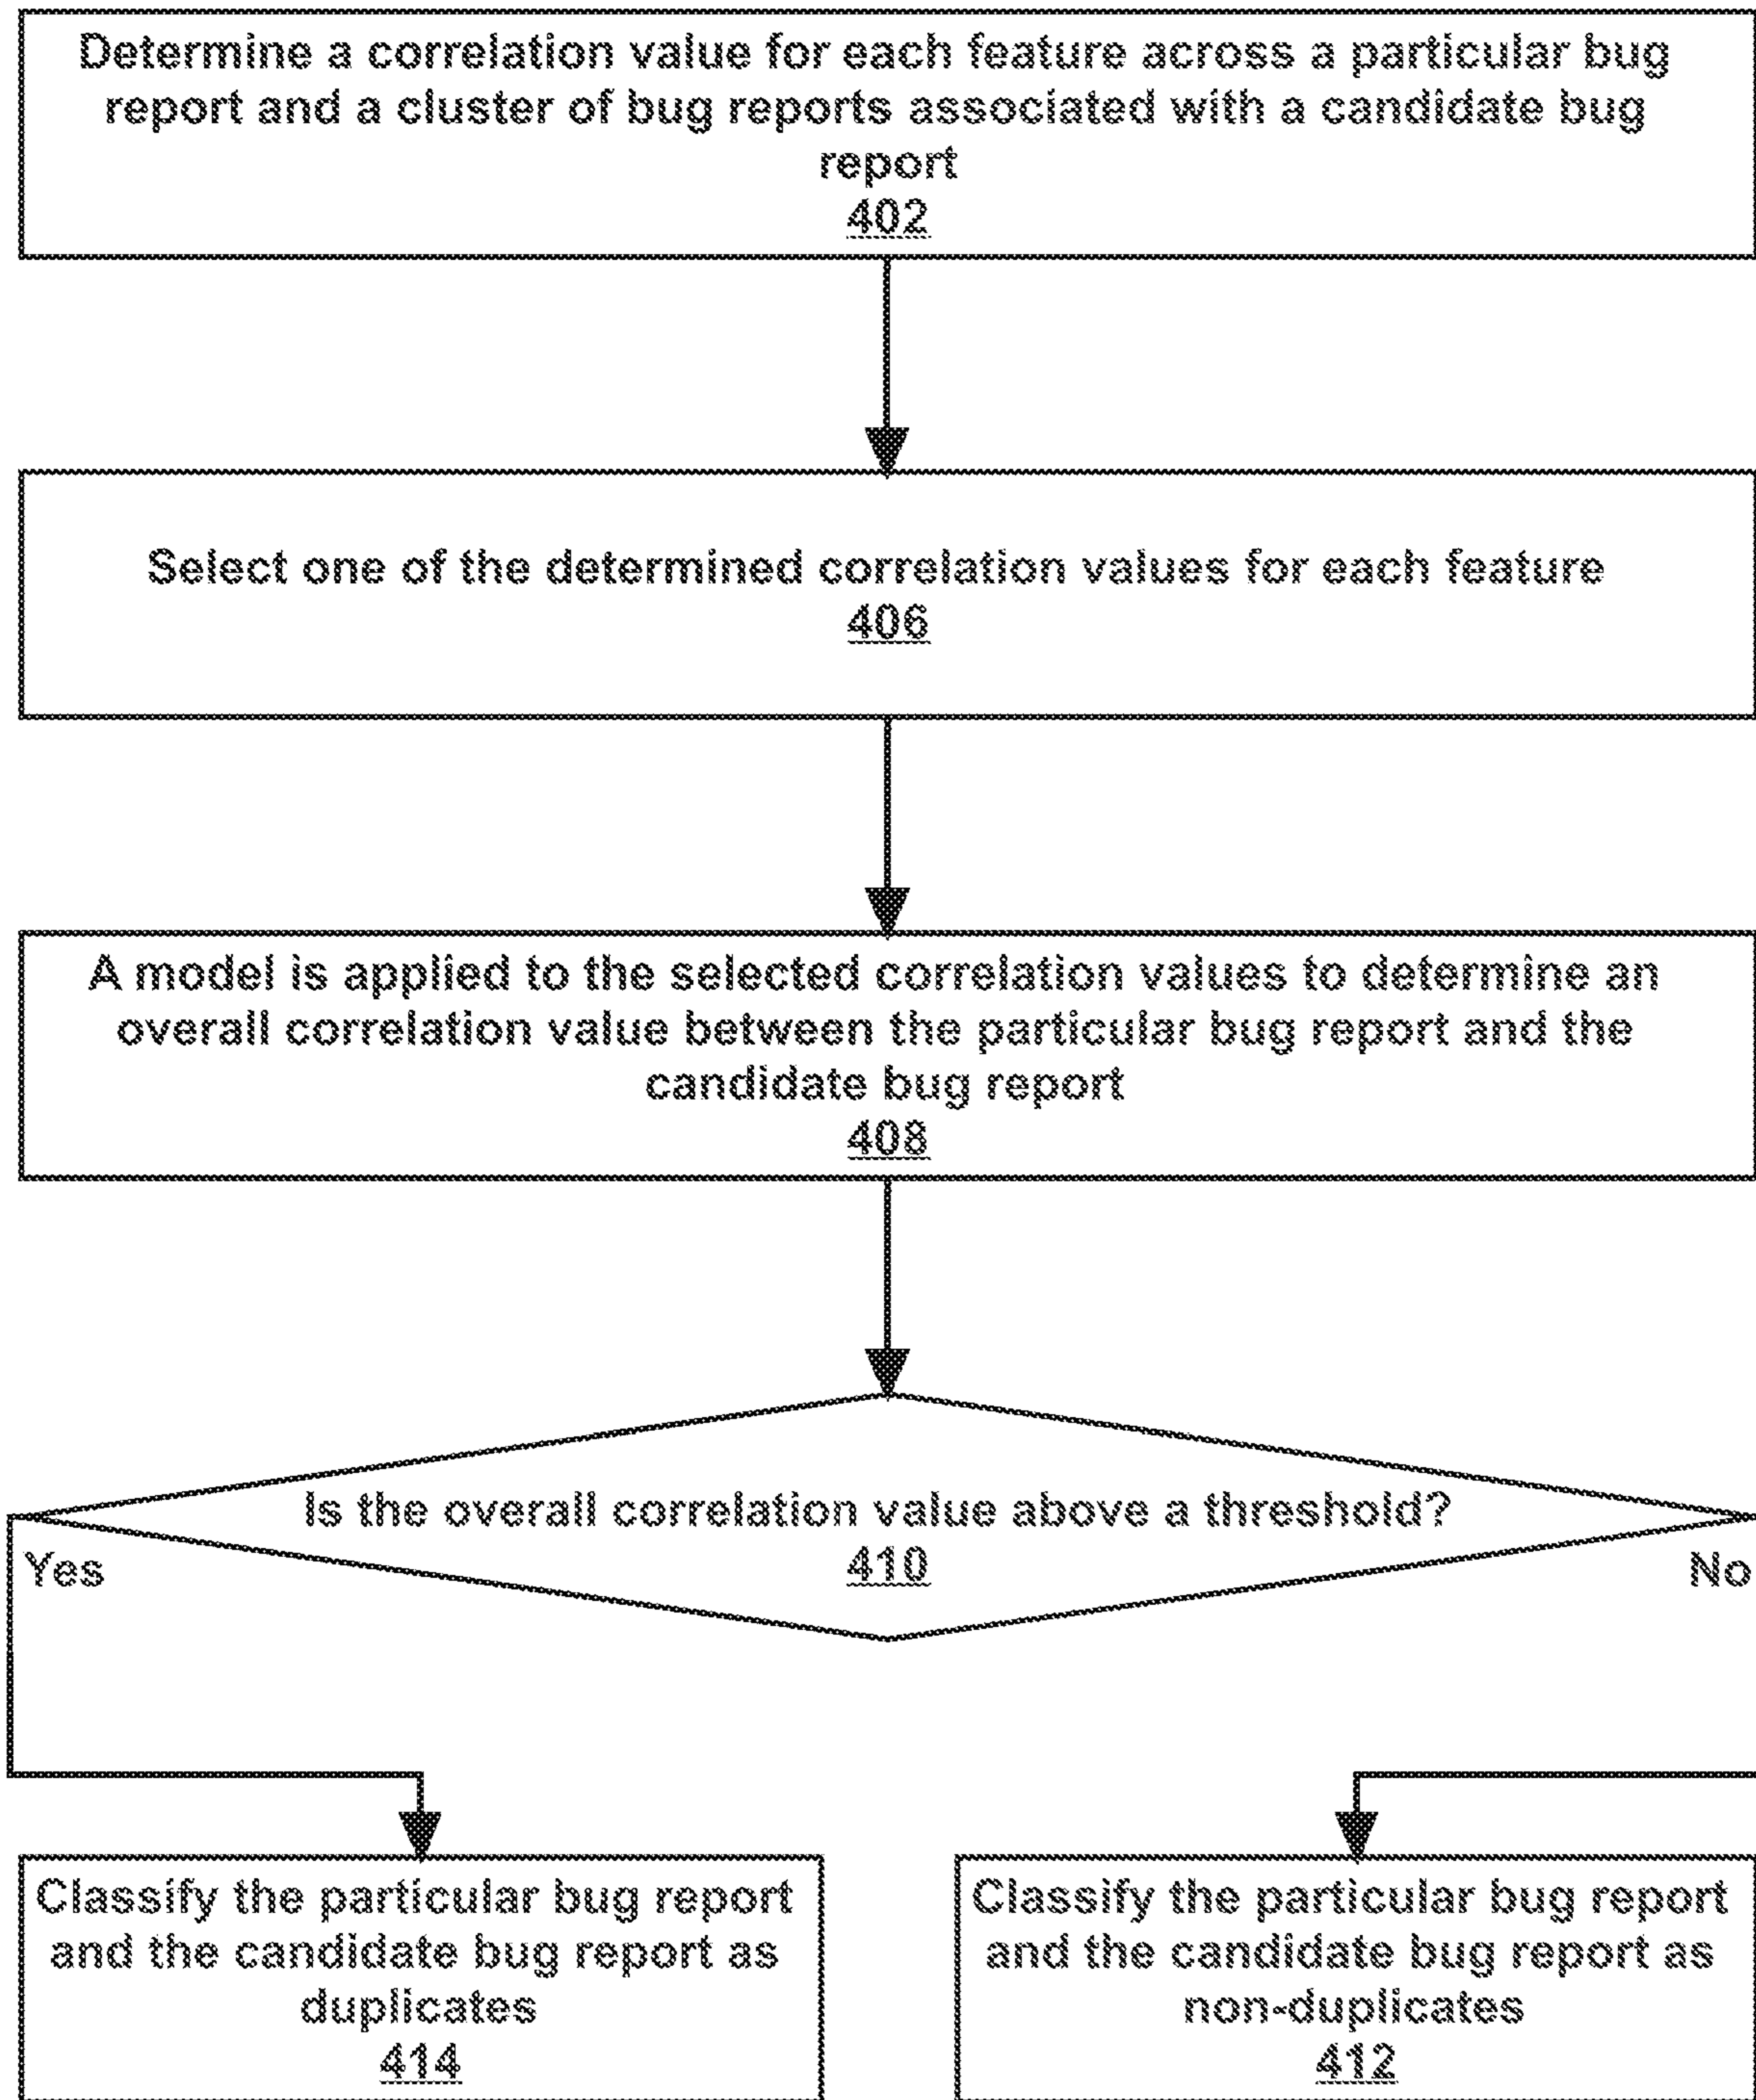 Determine a correlation value for each feature across a particular bug
report and a cluster of bug reports associated with a candidate bug
report
402
Select one of the determined correlation values for each feature
406
A model is applied to the selected correlation values to determine an
overall correlation value between the particular bug report and the
candidate bug report
408
Is the overall correlation value above a threshold?
410
Yes
No
Classify the particular bug report
and the candidate bug report as
duplicates
414
Classify the particular bug report
and the candidate bug report as
non-duplicates
412